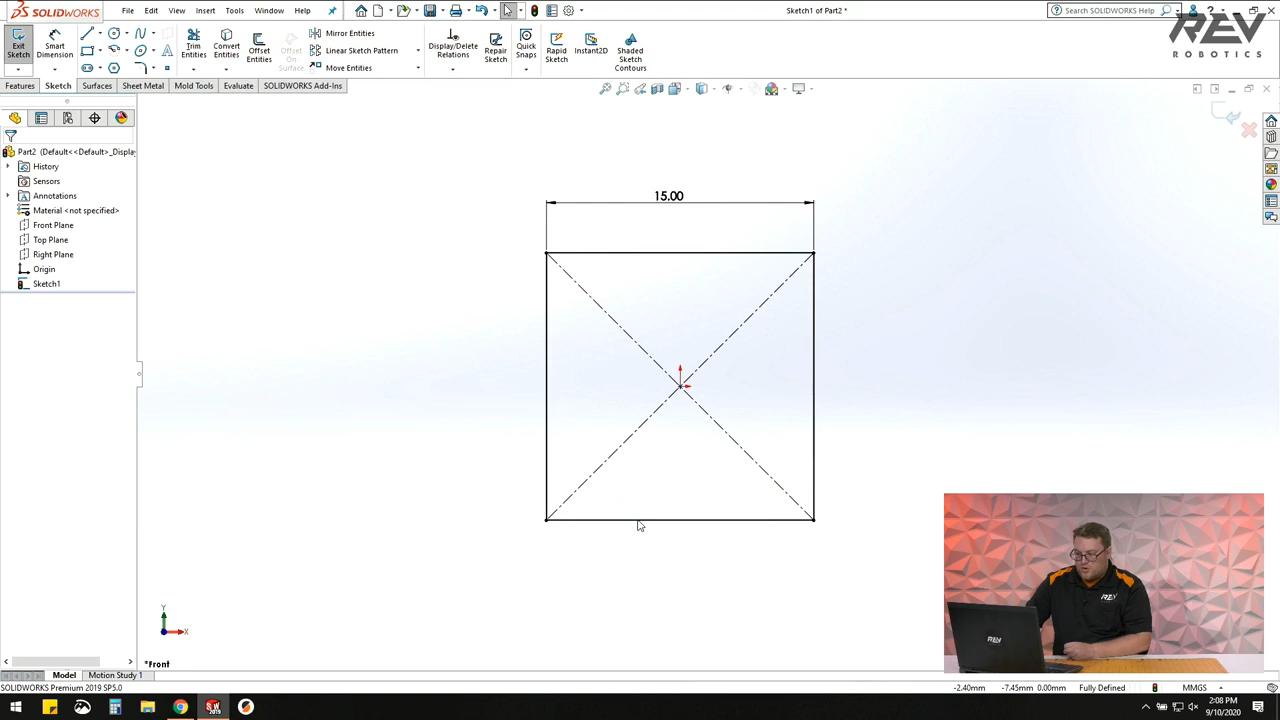 SOLIDWORKS File Edit View Insert Tools Window Help Sketch1 of Part2 * Search SOLIDWORKS Help
Exit Sketch Smart Dimension Trim Entities Convert Entities Offset Entities Offset On Surface Mirror Entities Linear Sketch Pattern Move Entities Display/Delete Relations Repair Sketch Quick Snaps Rapid Sketch Instant2D Shaded Sketch Contours
REV
ROBOTICS
Features Sketch Surfaces Sheet Metal Mold Tools Evaluate SOLIDWORKS Add-Ins
Part2 (Default<<Default>_Displa
History
Sensors
Annotations
Material <not specified>
Front Plane
Top Plane
Right Plane
Origin
Sketch1
15.00
Y
X
*Front
REV
REV
Model Motion Study 1
SOLIDWORKS Premium 2019 SP5.0 -2.40mm -7.45mm 0.00mm Fully Defined MMGS
2:08 PM
9/10/2020